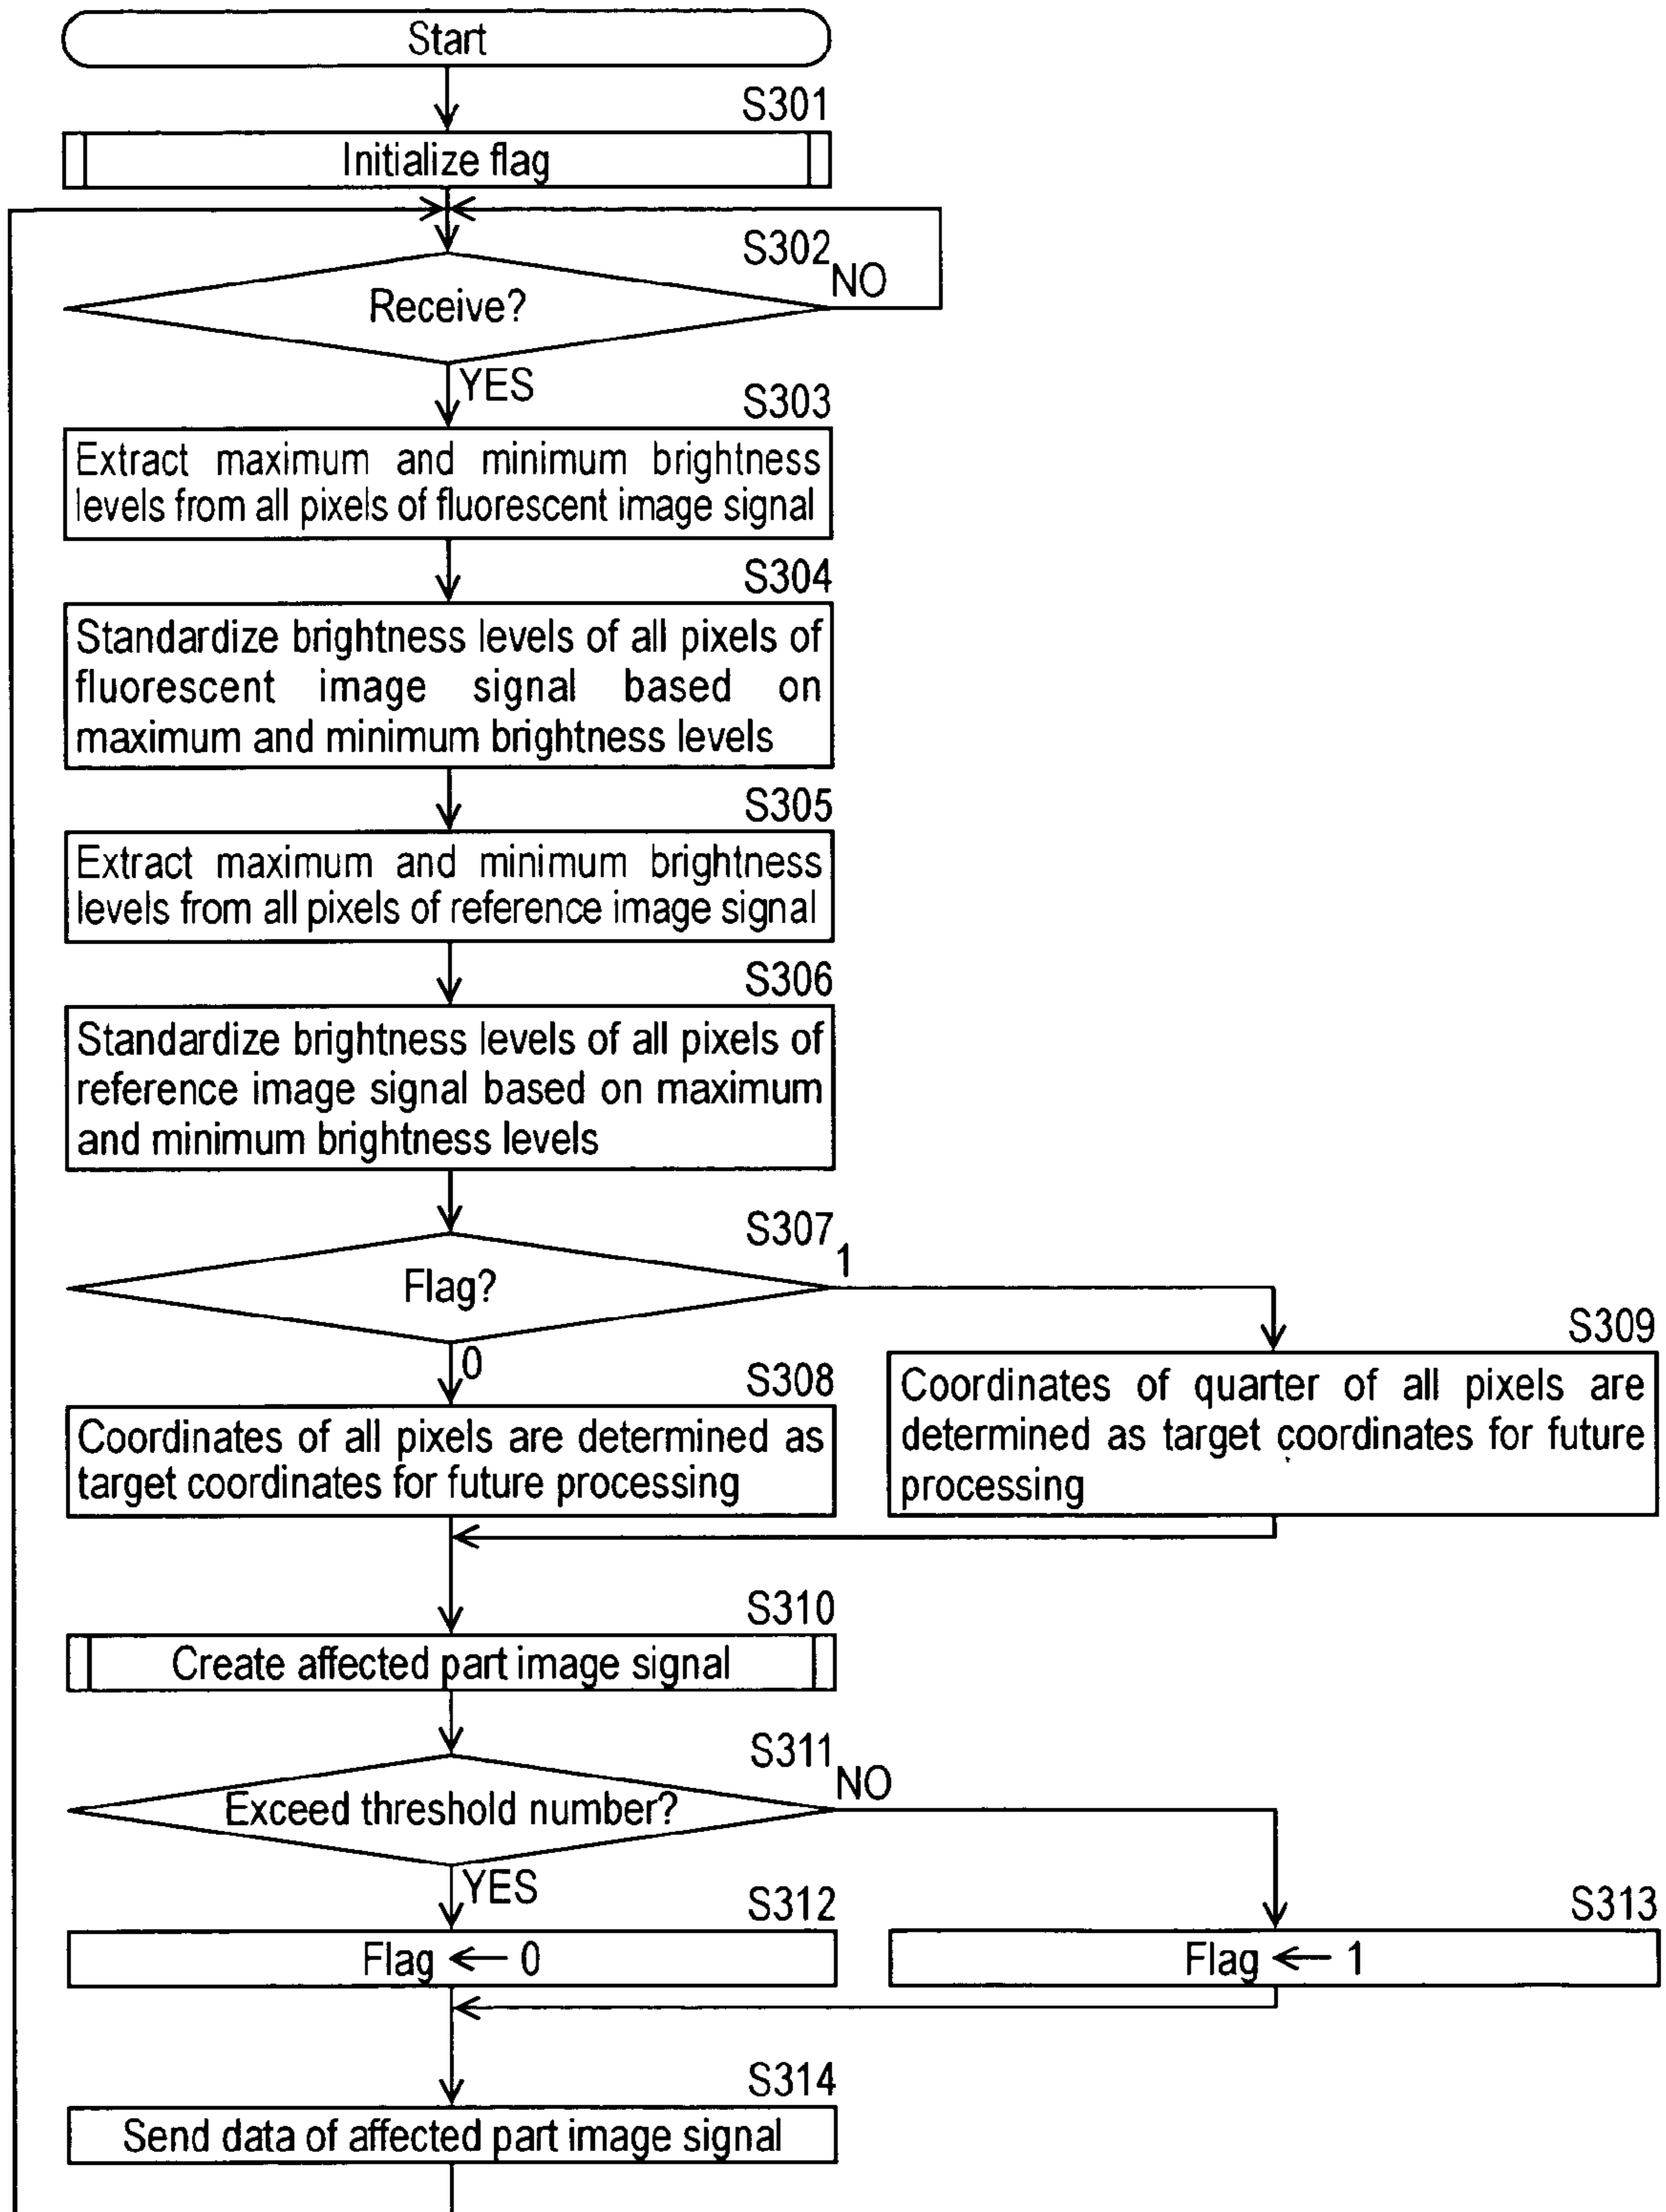 Start
S301
Initialize flag
S302
NO
Receive?
YES
S303
Extract maximum and minimum brightness
levels from all pixels of fluorescent image signal
S304
Standardize brightness levels of all pixels of
fluorescent image signal based on
maximum and minimum brightness levels
S305
Extract maximum and minimum brightness
levels from all pixels of reference image signal
S306
Standardize brightness levels of all pixels of
reference image signal based on maximum
and minimum brightness levels
S307
1
Flag?
0
S308
Coordinates of all pixels are determined as
target coordinates for future processing
S309
Coordinates of quarter of all pixels are
determined as target coordinates for future
processing
S310
Create affected part image signal
S311
NO
Exceed threshold number?
YES
S312
Flag ← 0
S313
Flag ← 1
S314
Send data of affected part image signal